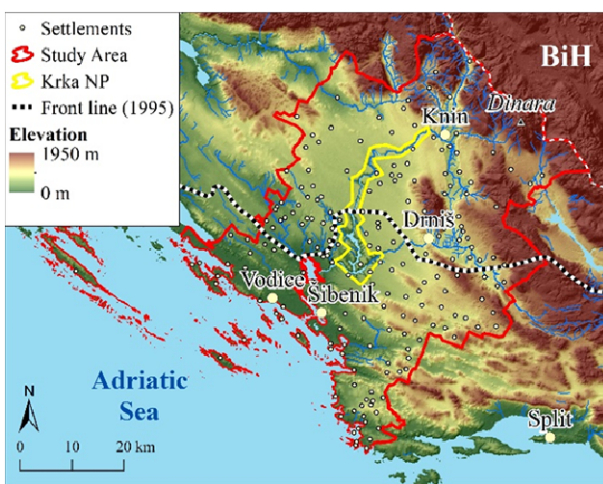 Settlements
Study Area
Krka NP
Front line (1995)
Elevation
1950 m
0 m
BiH
Dinara
Knin
Drniš
Vodice
Šibenik
Adriatic
Sea
Split
N
0 10 20 km